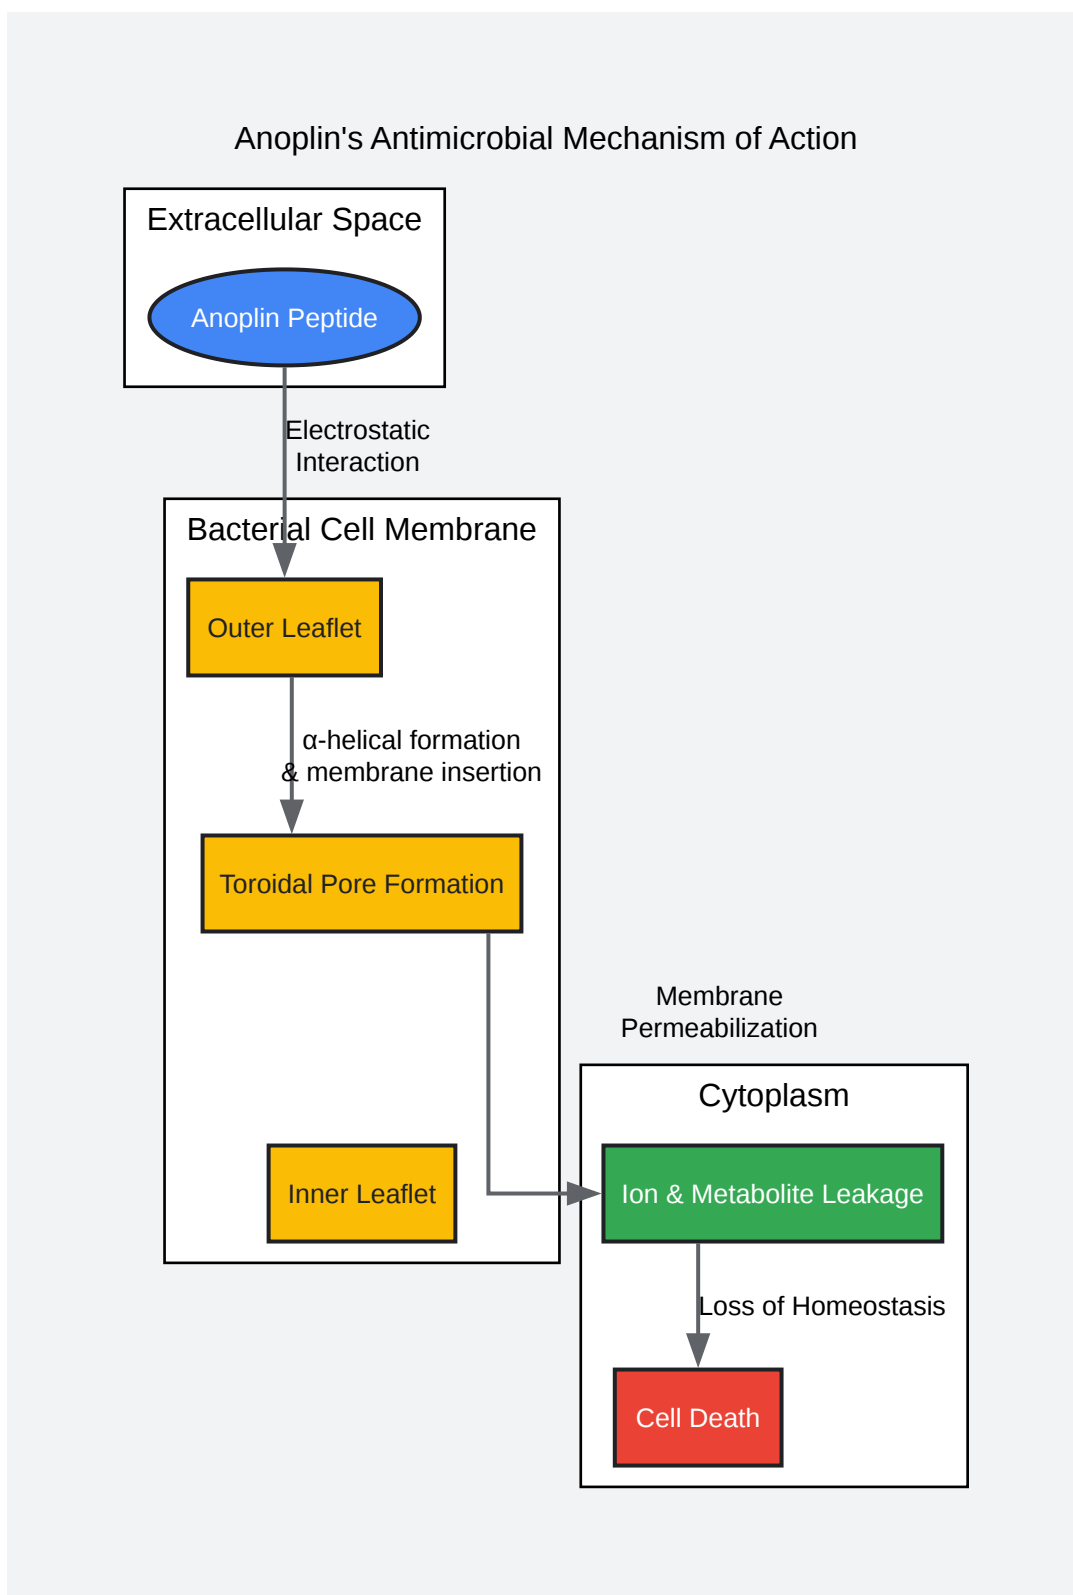 Anoplin's Antimicrobial Mechanism of Action
Extracellular Space
Anoplin Peptide
Electrostatic
Interaction
Bacterial Cell Membrane
Outer Leaflet
α-helical formation
& membrane insertion
Toroidal Pore Formation
Membrane
Permeabilization
Cytoplasm
Inner Leaflet
Ion & Metabolite Leakage
Loss of Homeostasis
Cell Death